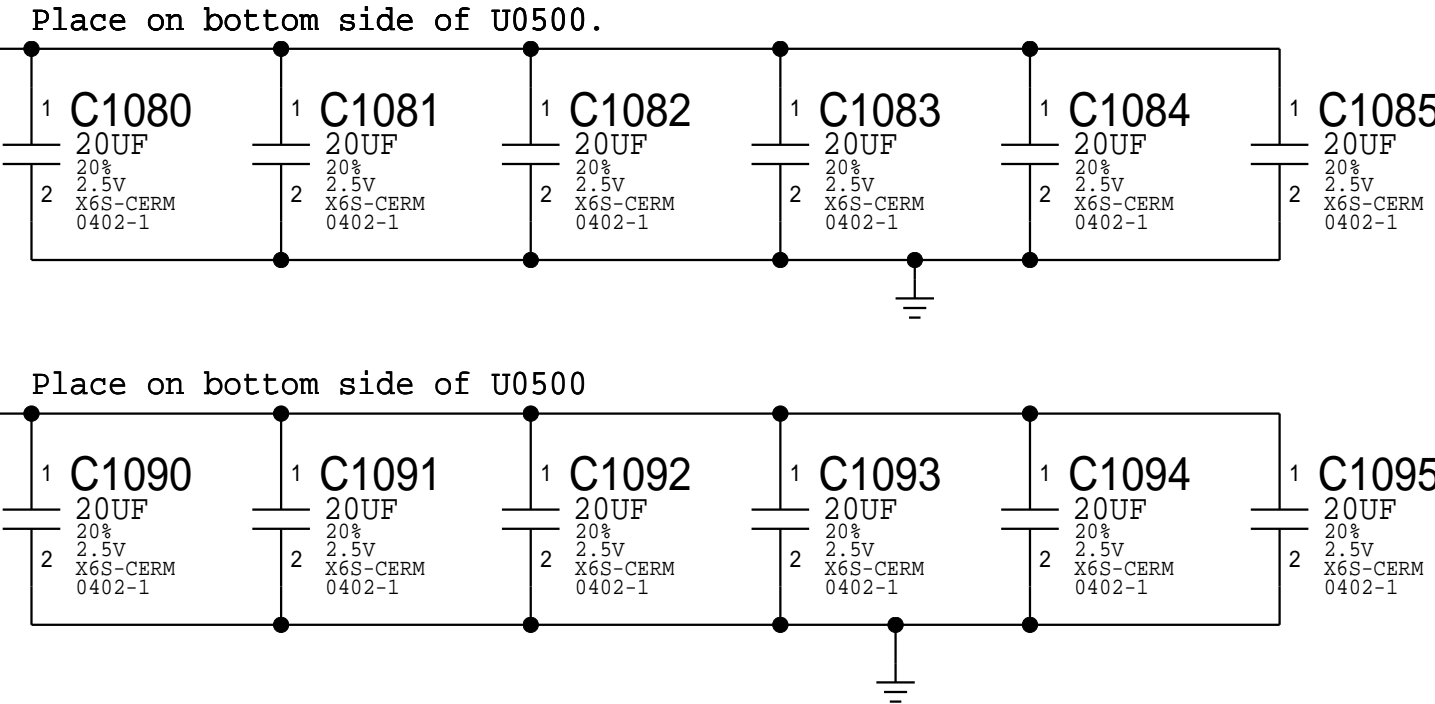 Place on bottom side of U0500.
1 C1080 1 C1081 1 C1082 1 C1083 1 C1084 1 C1085
20UF 20UF 20UF 20UF 20UF 20UF
20% 20% 20% 20% 20% 20%
2.5V 2.5V 2.5V 2.5V 2.5V 2.5V
2 X6S-CERM 2 X6S-CERM 2 X6S-CERM 2 X6S-CERM 2 X6S-CERM 2 X6S-CERM
0402-1 0402-1 0402-1 0402-1 0402-1 0402-1
Place on bottom side of U0500
1 C1090 1 C1091 1 C1092 1 C1093 1 C1094 1 C1095
20UF 20UF 20UF 20UF 20UF 20UF
20% 20% 20% 20% 20% 20%
2.5V 2.5V 2.5V 2.5V 2.5V 2.5V
2 X6S-CERM 2 X6S-CERM 2 X6S-CERM 2 X6S-CERM 2 X6S-CERM 2 X6S-CERM
0402-1 0402-1 0402-1 0402-1 0402-1 0402-1